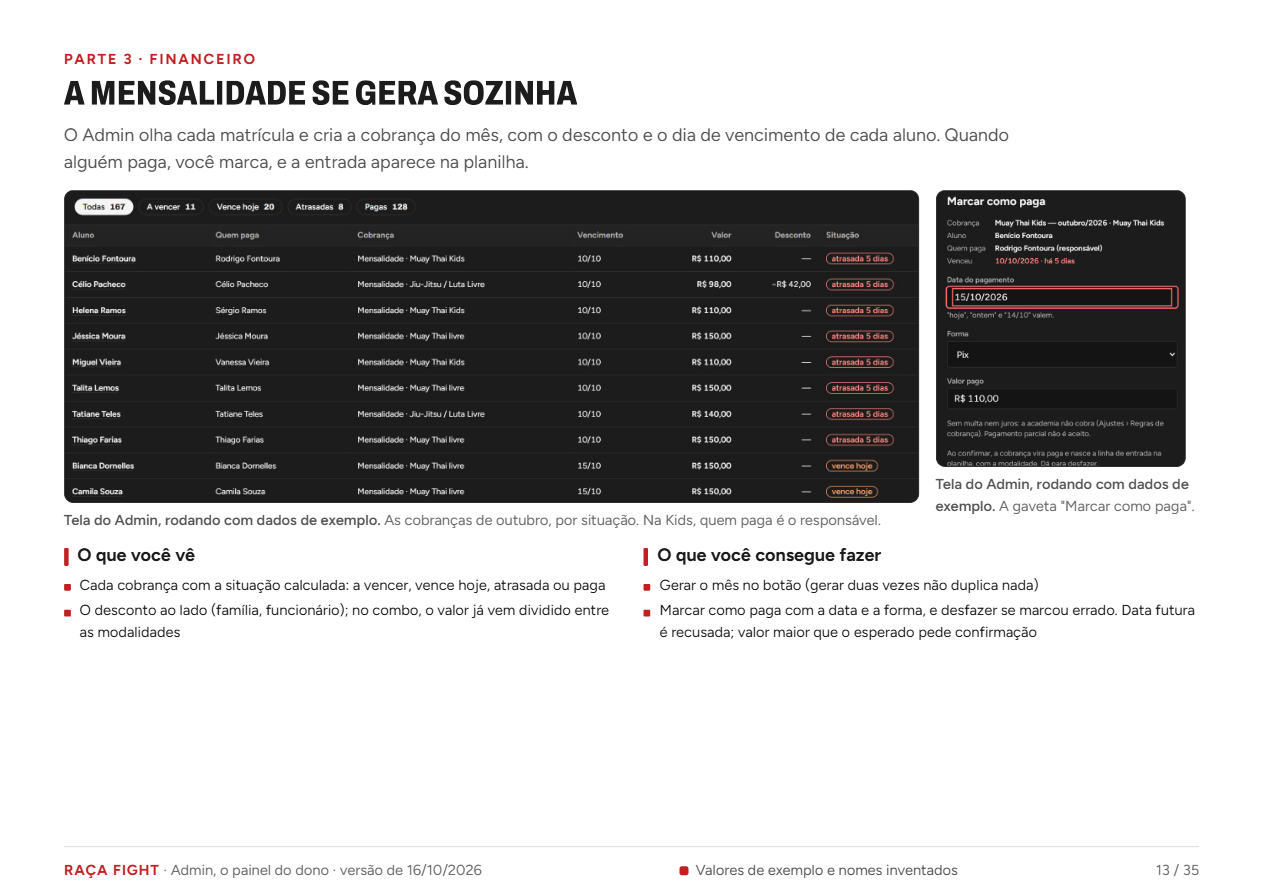 PARTE 3 · FINANCEIRO
A MENSALIDADE SE GERA SOZINHA
O Admin olha cada matrícula e cria a cobrança do mês, com o desconto e o dia de vencimento de cada aluno. Quando
alguém paga, você marca, e a entrada aparece na planilha.
Todas 167 A vencer 11 Vence hoje 20 Atrasadas 8 Pagas 128
Aluno Quem paga Cobrança Vencimento Valor Desconto Situação
Benício Fontoura Rodrigo Fontoura Mensalidade · Muay Thai Kids 10/10 R$ 110,00 — atrasada 5 dias
Célio Pacheco Célio Pacheco Mensalidade · Jiu-Jitsu / Luta Livre 10/10 R$ 98,00 −R$ 42,00 atrasada 5 dias
Helena Ramos Sérgio Ramos Mensalidade · Muay Thai Kids 10/10 R$ 110,00 — atrasada 5 dias
Jéssica Moura Jéssica Moura Mensalidade · Muay Thai livre 10/10 R$ 150,00 — atrasada 5 dias
Miguel Vieira Vanessa Vieira Mensalidade · Muay Thai Kids 10/10 R$ 110,00 — atrasada 5 dias
Talita Lemos Talita Lemos Mensalidade · Muay Thai livre 10/10 R$ 150,00 — atrasada 5 dias
Tatiane Teles Tatiane Teles Mensalidade · Jiu-Jitsu / Luta Livre 10/10 R$ 140,00 — atrasada 5 dias
Thiago Farias Thiago Farias Mensalidade · Muay Thai livre 10/10 R$ 150,00 — atrasada 5 dias
Bianca Dornelles Bianca Dornelles Mensalidade · Muay Thai livre 15/10 R$ 150,00 — vence hoje
Camila Souza Camila Souza Mensalidade · Muay Thai livre 15/10 R$ 150,00 — vence hoje
Tela do Admin, rodando com dados de exemplo. As cobranças de outubro, por situação. Na Kids, quem paga é o responsável.
Marcar como paga
Cobrança Muay Thai Kids — outubro/2026 · Muay Thai Kids
Aluno Benício Fontoura
Quem paga Rodrigo Fontoura (responsável)
Venceu 10/10/2026 · há 5 dias
Data do pagamento
15/10/2026
"hoje", "ontem" e "14/10" valem.
Forma
Pix
Valor pago
R$ 110,00
Sem multa nem juros: a academia não cobra (Ajustes › Regras de
cobrança). Pagamento parcial não é aceito.
Ao confirmar, a cobrança vira paga e nasce a linha de entrada na
planilha, com a modalidade. Dá para desfazer.
Tela do Admin, rodando com dados de
exemplo. A gaveta "Marcar como paga".
O que você vê
Cada cobrança com a situação calculada: a vencer, vence hoje, atrasada ou paga
O desconto ao lado (família, funcionário); no combo, o valor já vem dividido entre
as modalidades
O que você consegue fazer
Gerar o mês no botão (gerar duas vezes não duplica nada)
Marcar como paga com a data e a forma, e desfazer se marcou errado. Data futura
é recusada; valor maior que o esperado pede confirmação
RAÇA FIGHT · Admin, o painel do dono · versão de 16/10/2026
Valores de exemplo e nomes inventados
13 / 35